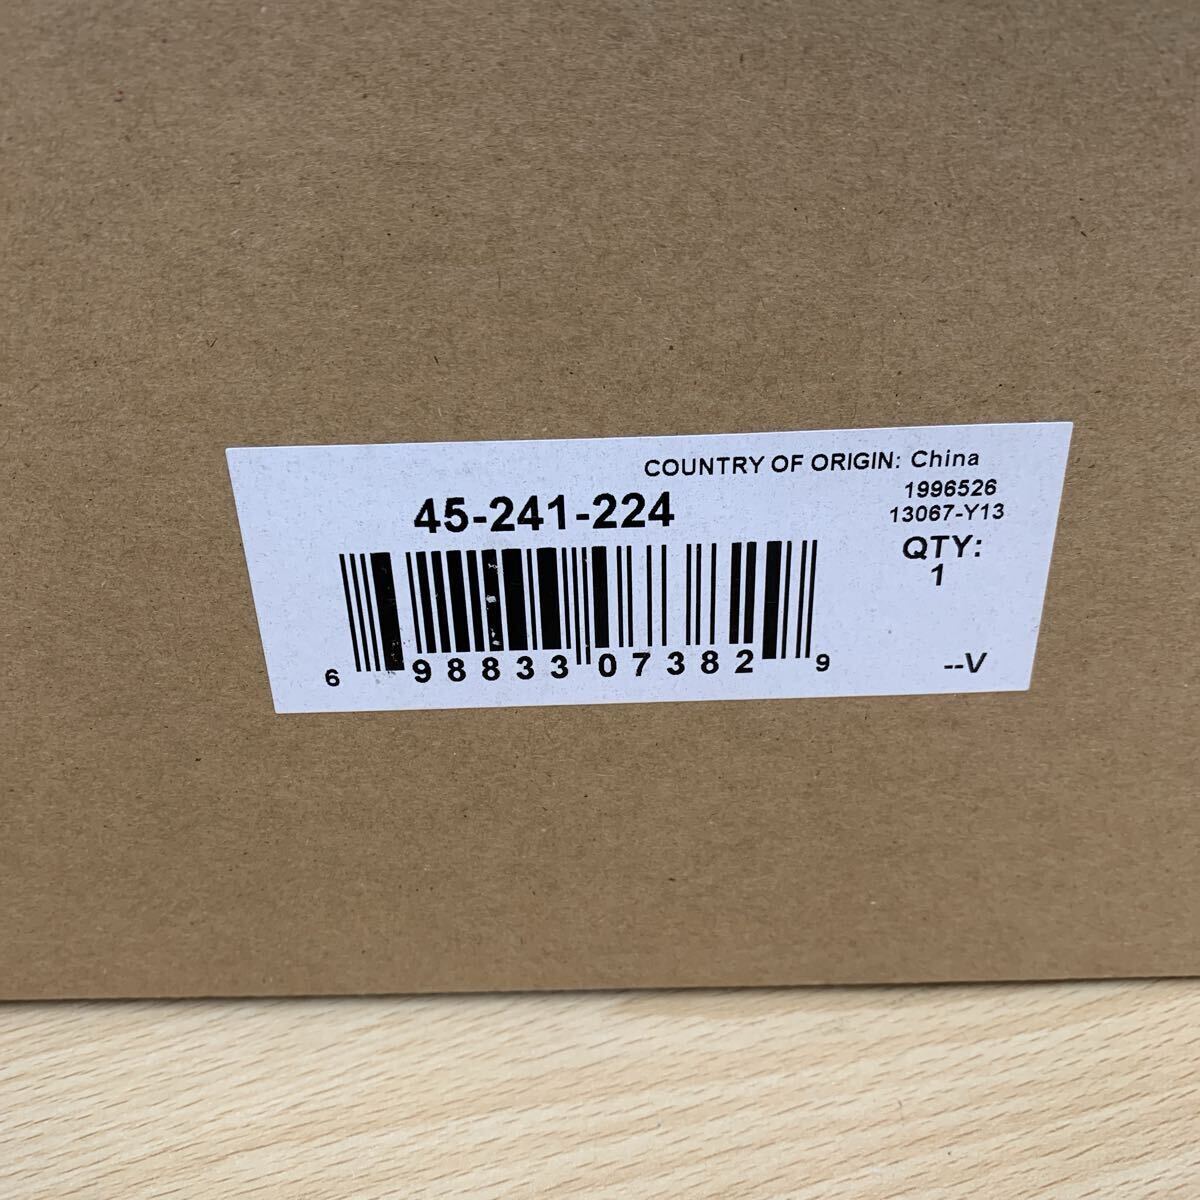 COUNTRY OF ORIGIN: China
1996526
13067-Y13
45-241-224
QTY:
1
6 98833 07382 9
--V